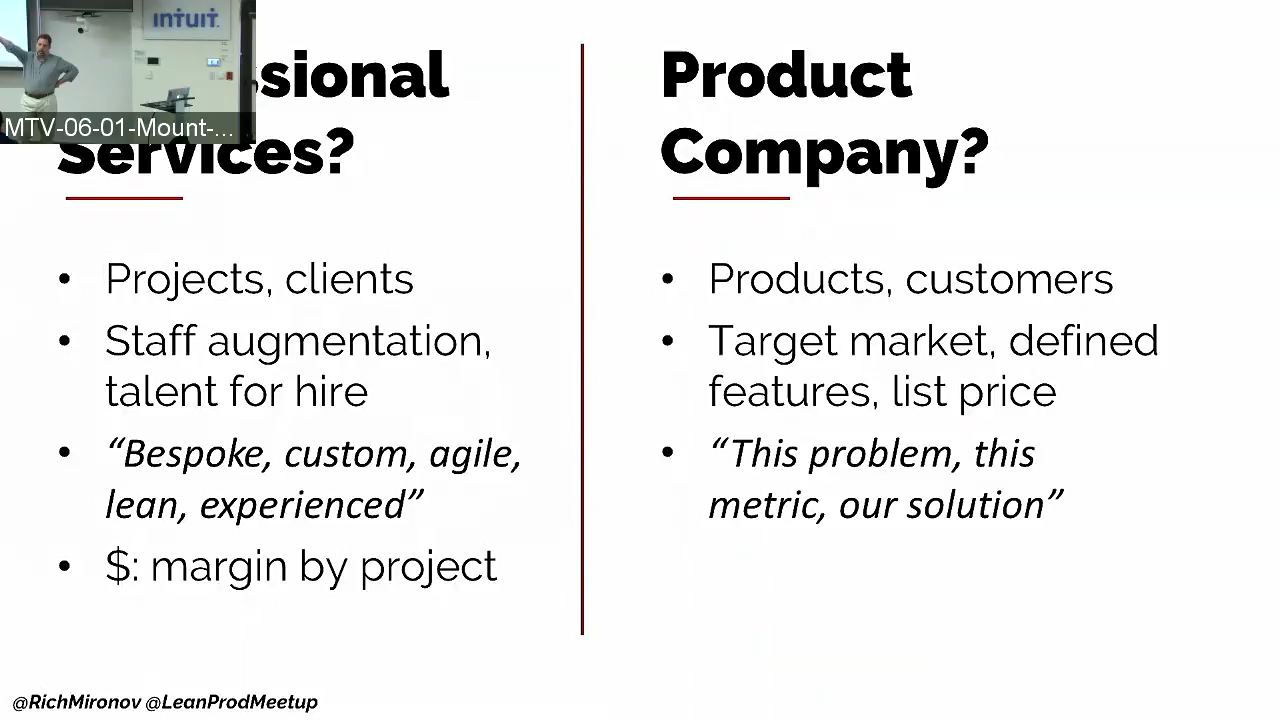 intuit.
MTV-06-01-Mount-...
sional
Services?
Projects, clients
Staff augmentation,
talent for hire
“Bespoke, custom, agile,
lean, experienced”
$: margin by project
Product
Company?
Products, customers
Target market, defined
features, list price
“This problem, this
metric, our solution”
@RichMironov @LeanProdMeetup